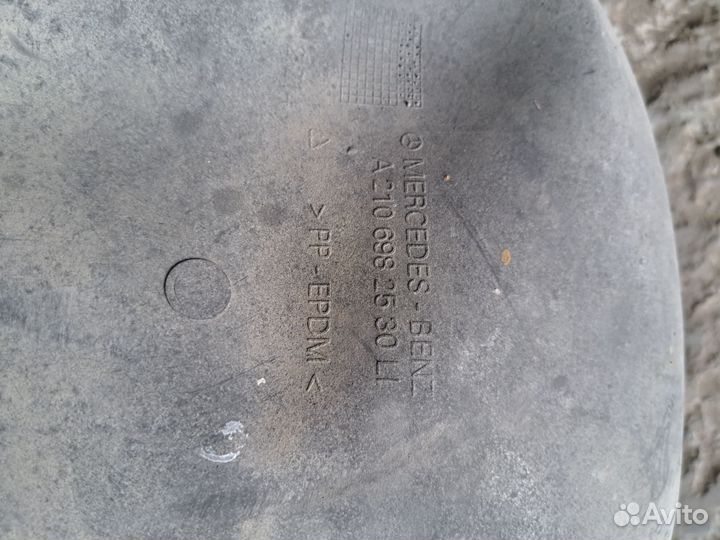 MERCEDES-BENZ
A 210 698 25 30 LI
>PP-EPDM<
Avito